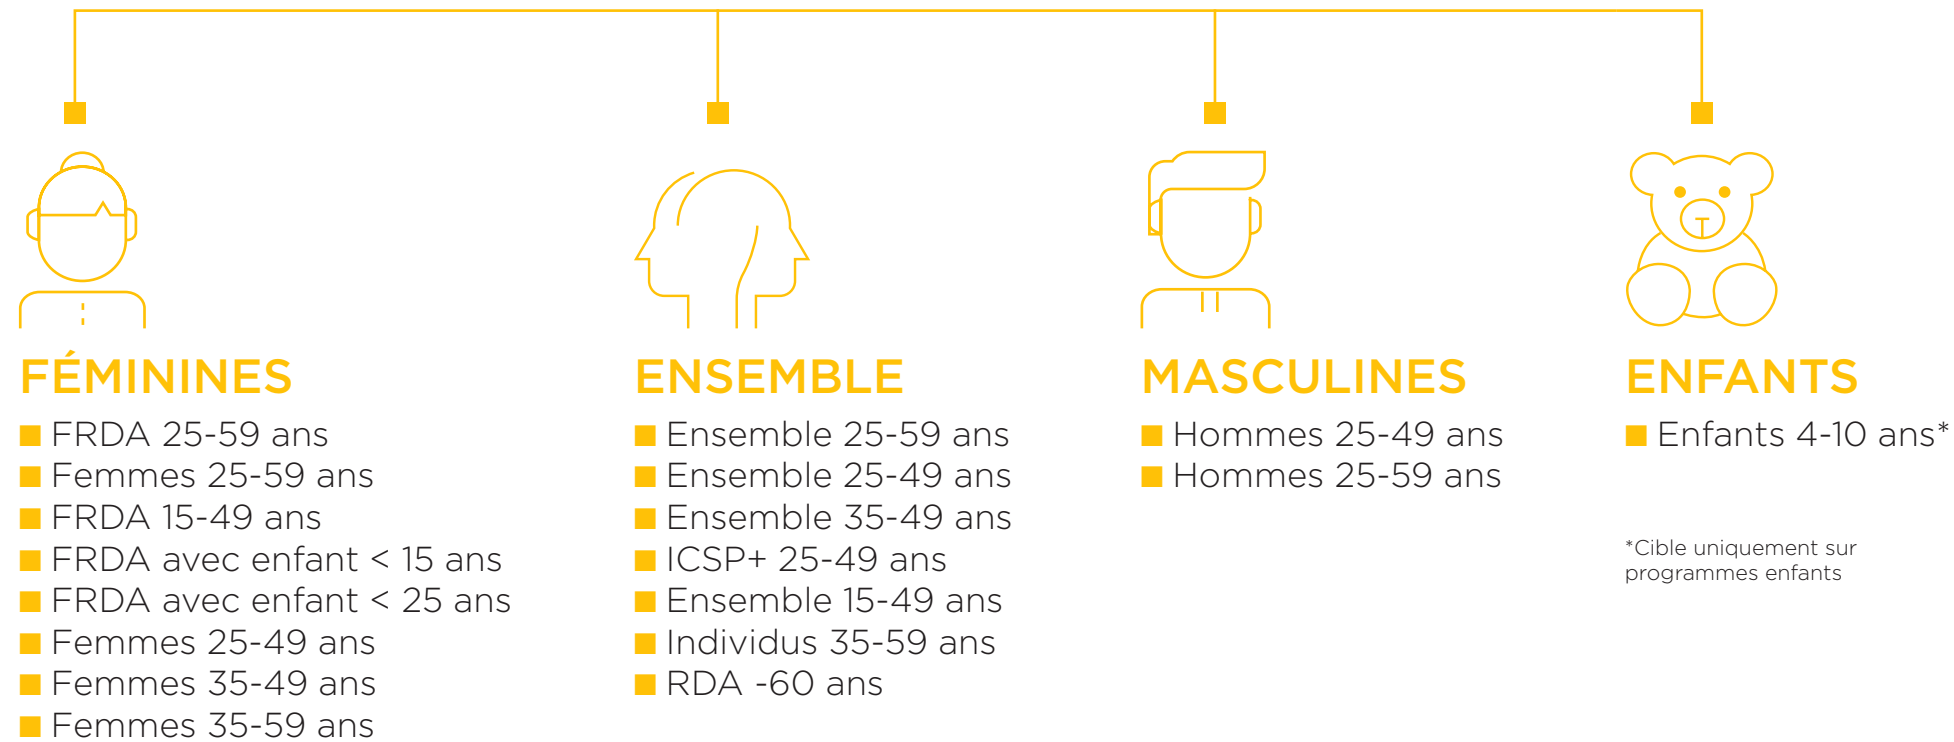 FÉMININES
FRDA 25-59 ans
Femmes 25-59 ans
FRDA 15-49 ans
FRDA avec enfant < 15 ans
FRDA avec enfant < 25 ans
Femmes 25-49 ans
Femmes 35-49 ans
Femmes 35-59 ans
ENSEMBLE
Ensemble 25-59 ans
Ensemble 25-49 ans
Ensemble 35-49 ans
ICSP+ 25-49 ans
Ensemble 15-49 ans
Individus 35-59 ans
RDA -60 ans
MASCULINES
Hommes 25-49 ans
Hommes 25-59 ans
ENFANTS
Enfants 4-10 ans*
*Cible uniquement sur
programmes enfants